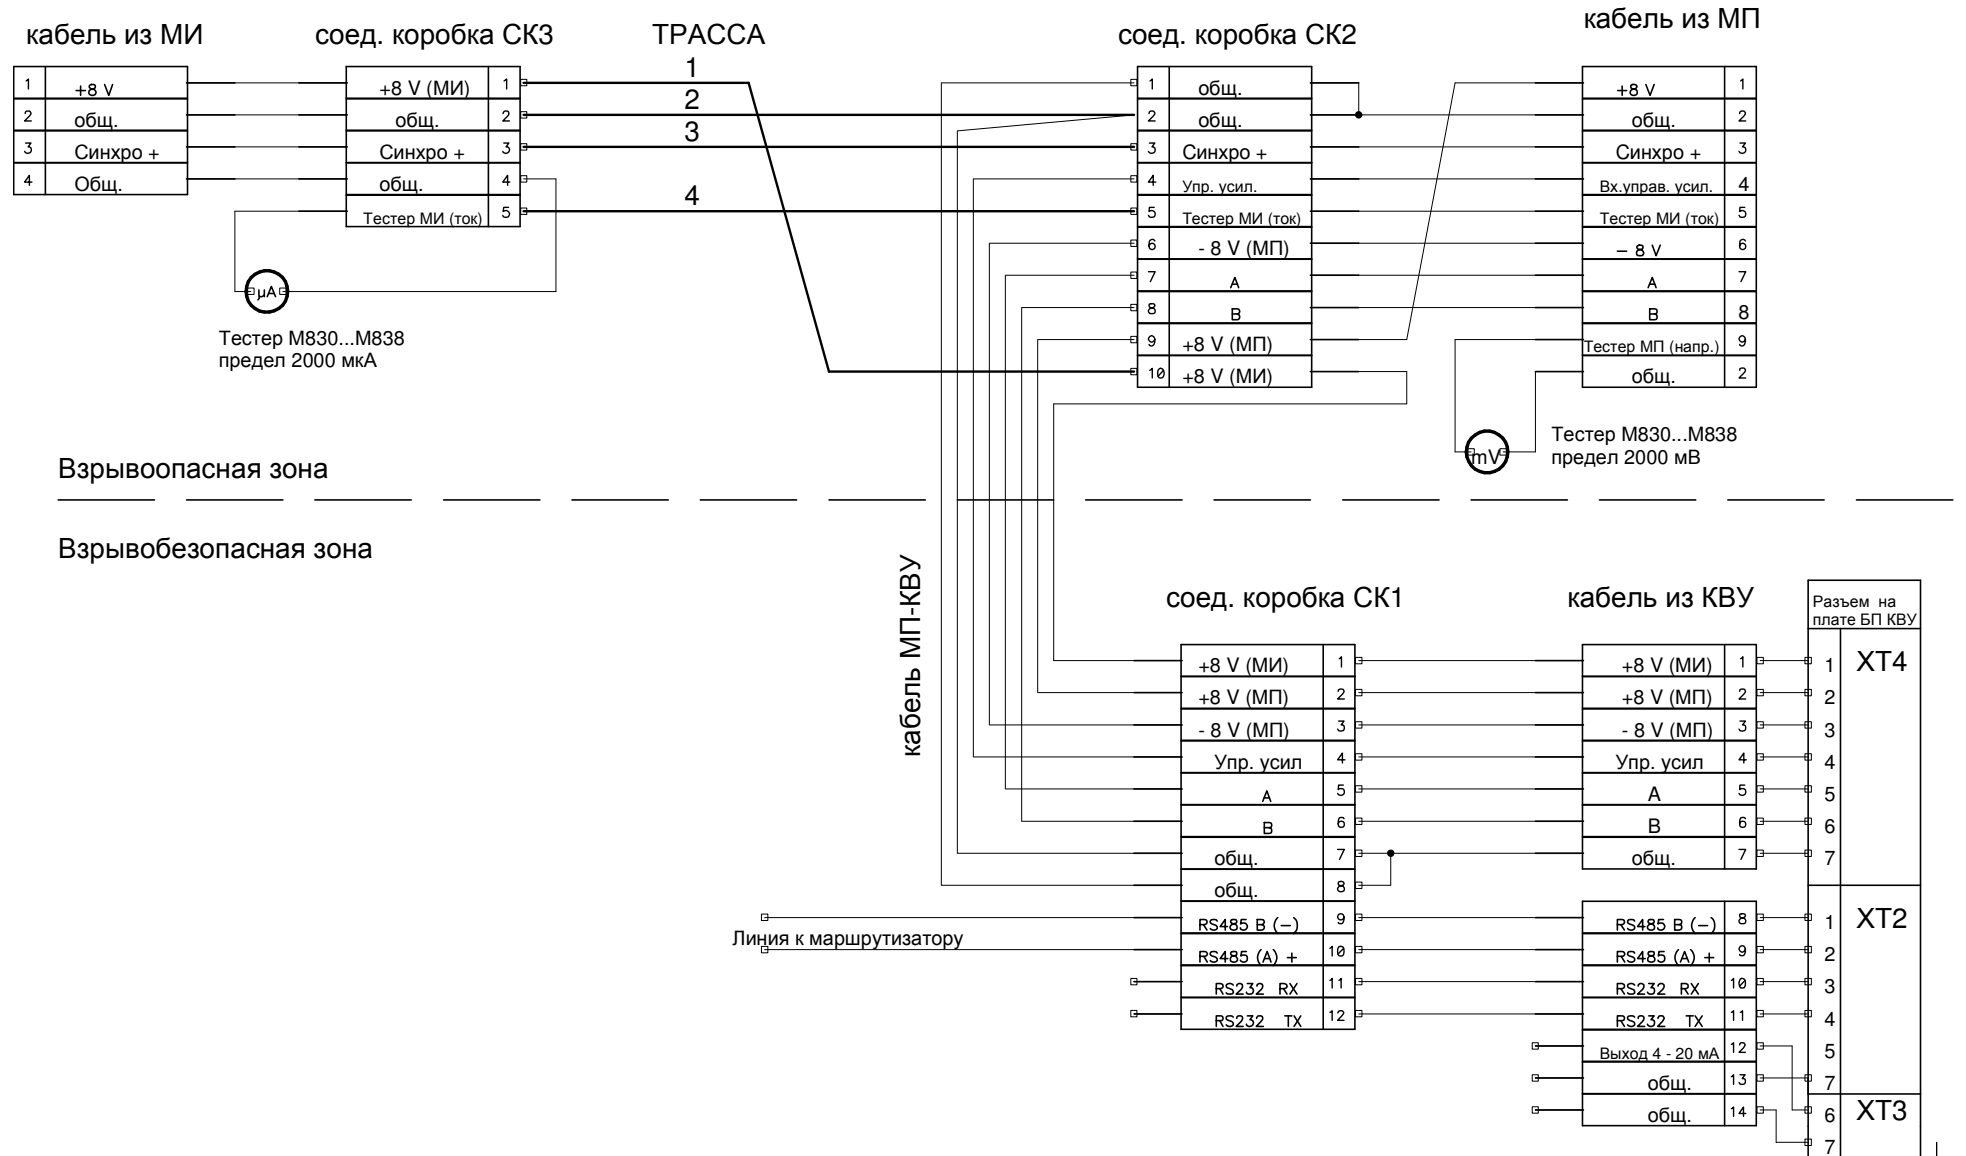 кабель из МИ
соед. коробка СК3
ТРАССА
соед. коробка СК2
кабель из МП
1 +8 V
2 общ.
3 Синхро +
4 Общ.
+8 V (МИ) 1
общ. 2
Синхро + 3
общ. 4
Тестер МИ (ток) 5
1
2
3
4
1 общ.
2 общ.
3 Синхро +
4 Упр. усил.
5 Тестер МИ (ток)
6 - 8 V (МП)
7 А
8 В
9 +8 V (МП)
10 +8 V (МИ)
+8 V 1
общ. 2
Синхро + 3
Вх.управ. усил. 4
Тестер МИ (ток) 5
– 8 V 6
А 7
В 8
Тестер МП (напр.) 9
общ. 2
µA
Тестер М830...М838
предел 2000 мкА
mV
Тестер М830...М838
предел 2000 мВ
Взрывоопасная зона
Взрывобезопасная зона
кабель МП-КВУ
соед. коробка СК1
кабель из КВУ
Разъем на
плате БП КВУ
+8 V (МИ) 1
+8 V (МП) 2
- 8 V (МП) 3
Упр. усил 4
А 5
В 6
общ. 7
общ. 8
RS485 В (–) 9
RS485 (А) + 10
RS232 RX 11
RS232 TX 12
Линия к маршрутизатору
+8 V (МИ) 1
+8 V (МП) 2
- 8 V (МП) 3
Упр. усил 4
А 5
В 6
общ. 7
RS485 В (–) 8
RS485 (А) + 9
RS232 RX 10
RS232 TX 11
Выход 4 - 20 мА 12
общ. 13
общ. 14
1 XT4
2
3
4
5
6
7
1 XT2
2
3
4
5
7
6 XT3
7